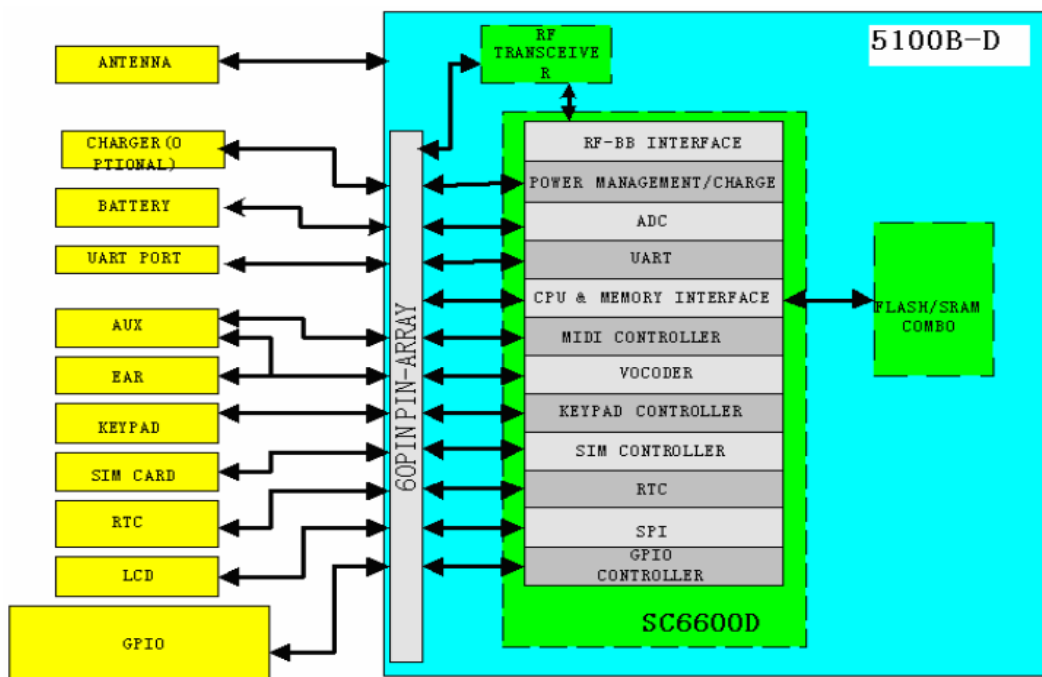 5100B-D
RF
TRANSCEIVE
R
ANTENNA
CHARGER(O
PTIONAL)
BATTERY
UART PORT
AUX
EAR
KEYPAD
SIM CARD
RTC
LCD
GPIO
60PIN PIN-ARRAY
RF-BB INTERFACE
POWER MANAGEMENT/CHARGE
ADC
UART
CPU & MEMORY INTERFACE
MIDI CONTROLLER
VOCODER
KEYPAD CONTROLLER
SIM CONTROLLER
RTC
SPI
GPIO
CONTROLLER
SC6600D
FLASH/SRAM
COMBO